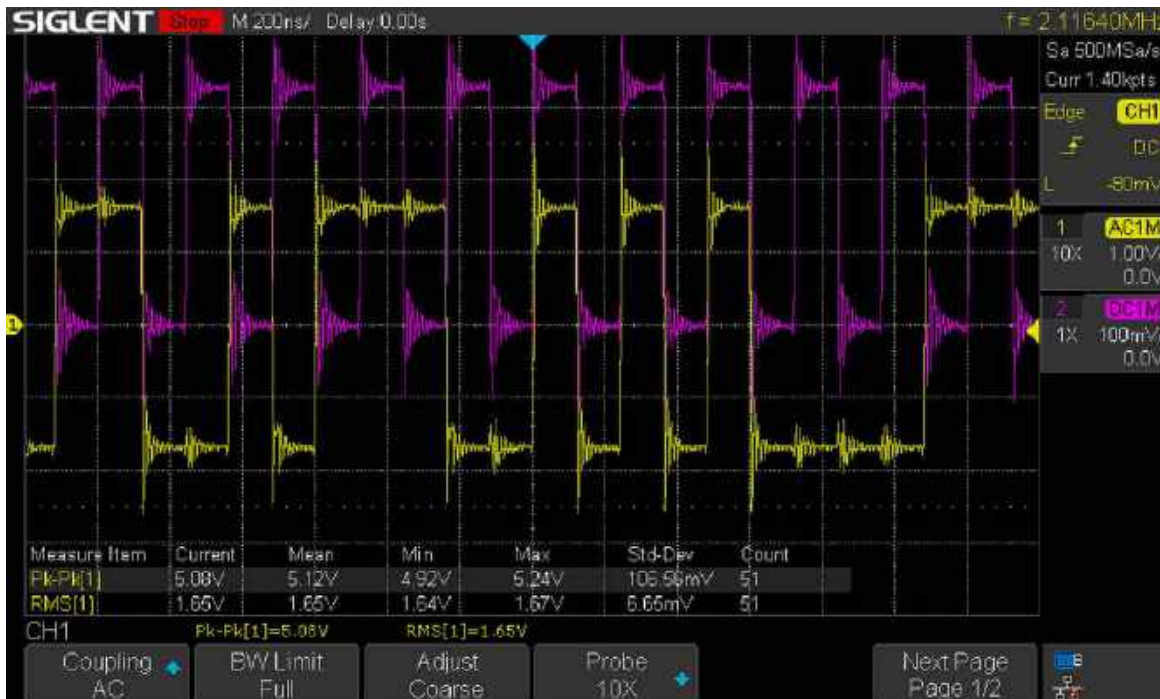 SIGLENT Stop M 200ns/ Delay:0.00s f = 2.11640MHz
Sa 500MSa/s
Curr 1.40kpts
Edge CH1
DC
L -80mV
1 AC1M
10X 1.00V/
0.0V
2 DC1M
1X 100mV/
0.0V
1
Measure Item Current Mean Min Max Std-Dev Count
Pk-Pk[1] 5.08V 5.12V 4.92V 5.24V 106.56mV 51
RMS[1] 1.65V 1.65V 1.64V 1.67V 6.65mV 51
CH1 Pk-Pk[1]=5.08V RMS[1]=1.65V
Coupling BW Limit Adjust Probe Next Page
AC Full Coarse 10X Page 1/2